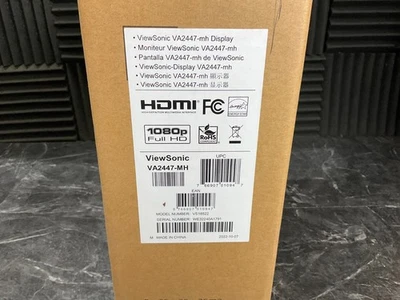 • ViewSonic VA2447-mh Display
• Moniteur ViewSonic VA2447-mh
• Pantalla VA2447-mh de ViewSonic
• ViewSonic-Display VA2447-mh
• ViewSonic VA2447-mh 顯示器
• ViewSonic VA2447-mh 显示器
HDMI FC
1080p
Full HD
RoHS
ViewSonic
VA2447-MH
UPC
EAN
MODEL NUMBER:
SERIAL NUMBER:
MADE IN CHINA